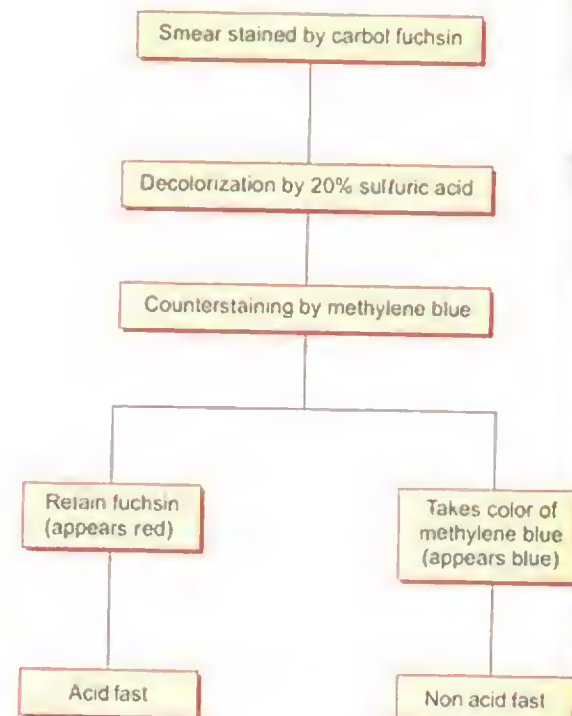 Smear stained by carbol fuchsin
Decolorization by 20% sulfuric acid
Counterstaining by methylene blue
Retain fuchsin
(appears red)
Takes color of
methylene blue
(appears blue)
Acid fast
Non acid fast